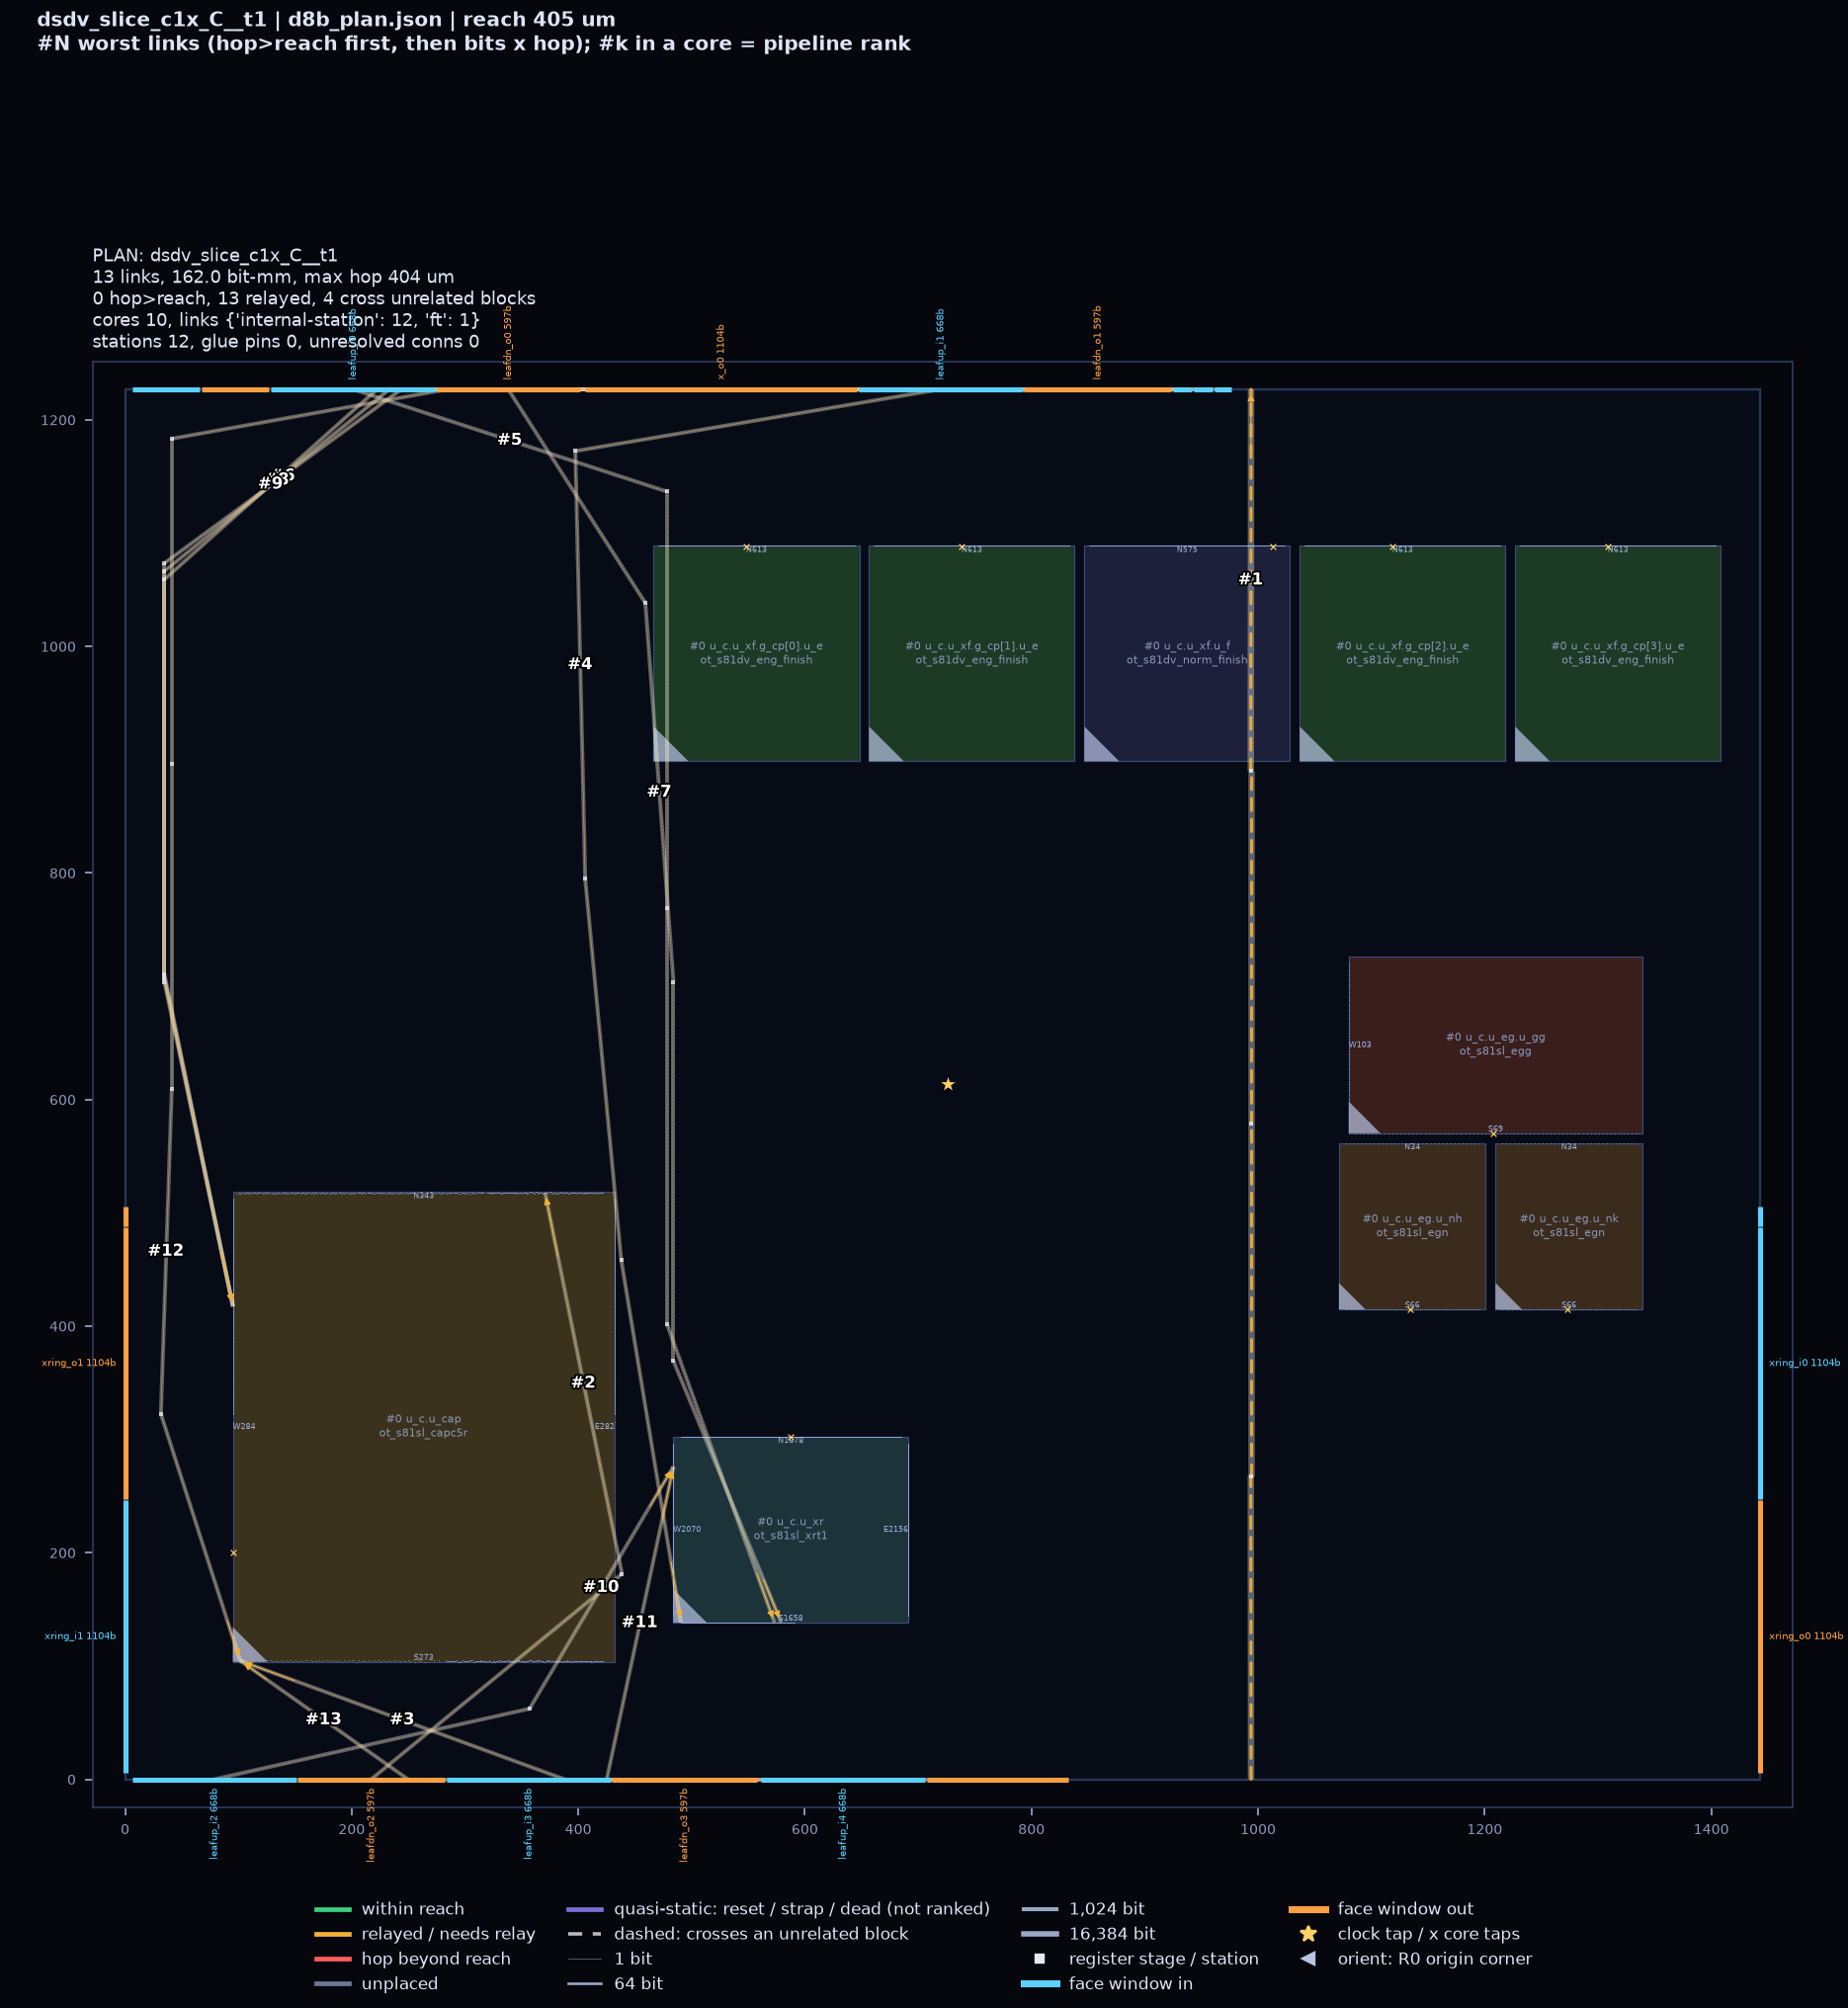 dsdv_slice_c1x_C__t1 | d8b_plan.json | reach 405 um
#N worst links (hop>reach first, then bits x hop); #k in a core = pipeline rank
PLAN: dsdv_slice_c1x_C__t1
13 links, 162.0 bit-mm, max hop 404 um
0 hop>reach, 13 relayed, 4 cross unrelated blocks
cores 10, links {'internal-station': 12, 'ft': 1}
stations 12, glue pins 0, unresolved conns 0
leafdn_o0 597b
x_o0 1104b
leafup_i1 668b
leafdn_o1 597b
1200
1000
800
600
400
200
0
#5
#9
#4
#7
#1
#12
#2
#10
#11
#13
#3
N613
N613
N575
N613
N613
#0 u_c.u_xf.g_cp[0].u_e
ot_s81dv_eng_finish
#0 u_c.u_xf.g_cp[1].u_e
ot_s81dv_eng_finish
#0 u_c.u_xf.u_f
ot_s81dv_norm_finish
#0 u_c.u_xf.g_cp[2].u_e
ot_s81dv_eng_finish
#0 u_c.u_xf.g_cp[3].u_e
ot_s81dv_eng_finish
#0 u_c.u_eg.u_gg
ot_s81sl_egg
W103
S69
N34
N34
#0 u_c.u_eg.u_nh
ot_s81sl_egn
#0 u_c.u_eg.u_nk
ot_s81sl_egn
S66
S66
N343
#0 u_c.u_cap
ot_s81sl_capc5r
W284
E282
S273
#0 u_c.u_xr
ot_s81sl_xrt1
W2070
E2156
xring_o1 1104b
xring_i1 1104b
xring_i0 1104b
xring_o0 1104b
0
200
400
600
800
1000
1200
1400
leafup_i2 668b
leafdn_o2 597b
leafup_i3 668b
leafdn_o3 597b
leafup_i4 668b
within reach
relayed / needs relay
hop beyond reach
unplaced
quasi-static: reset / strap / dead (not ranked)
dashed: crosses an unrelated block
1 bit
64 bit
1,024 bit
16,384 bit
register stage / station
face window in
face window out
clock tap / x core taps
orient: R0 origin corner